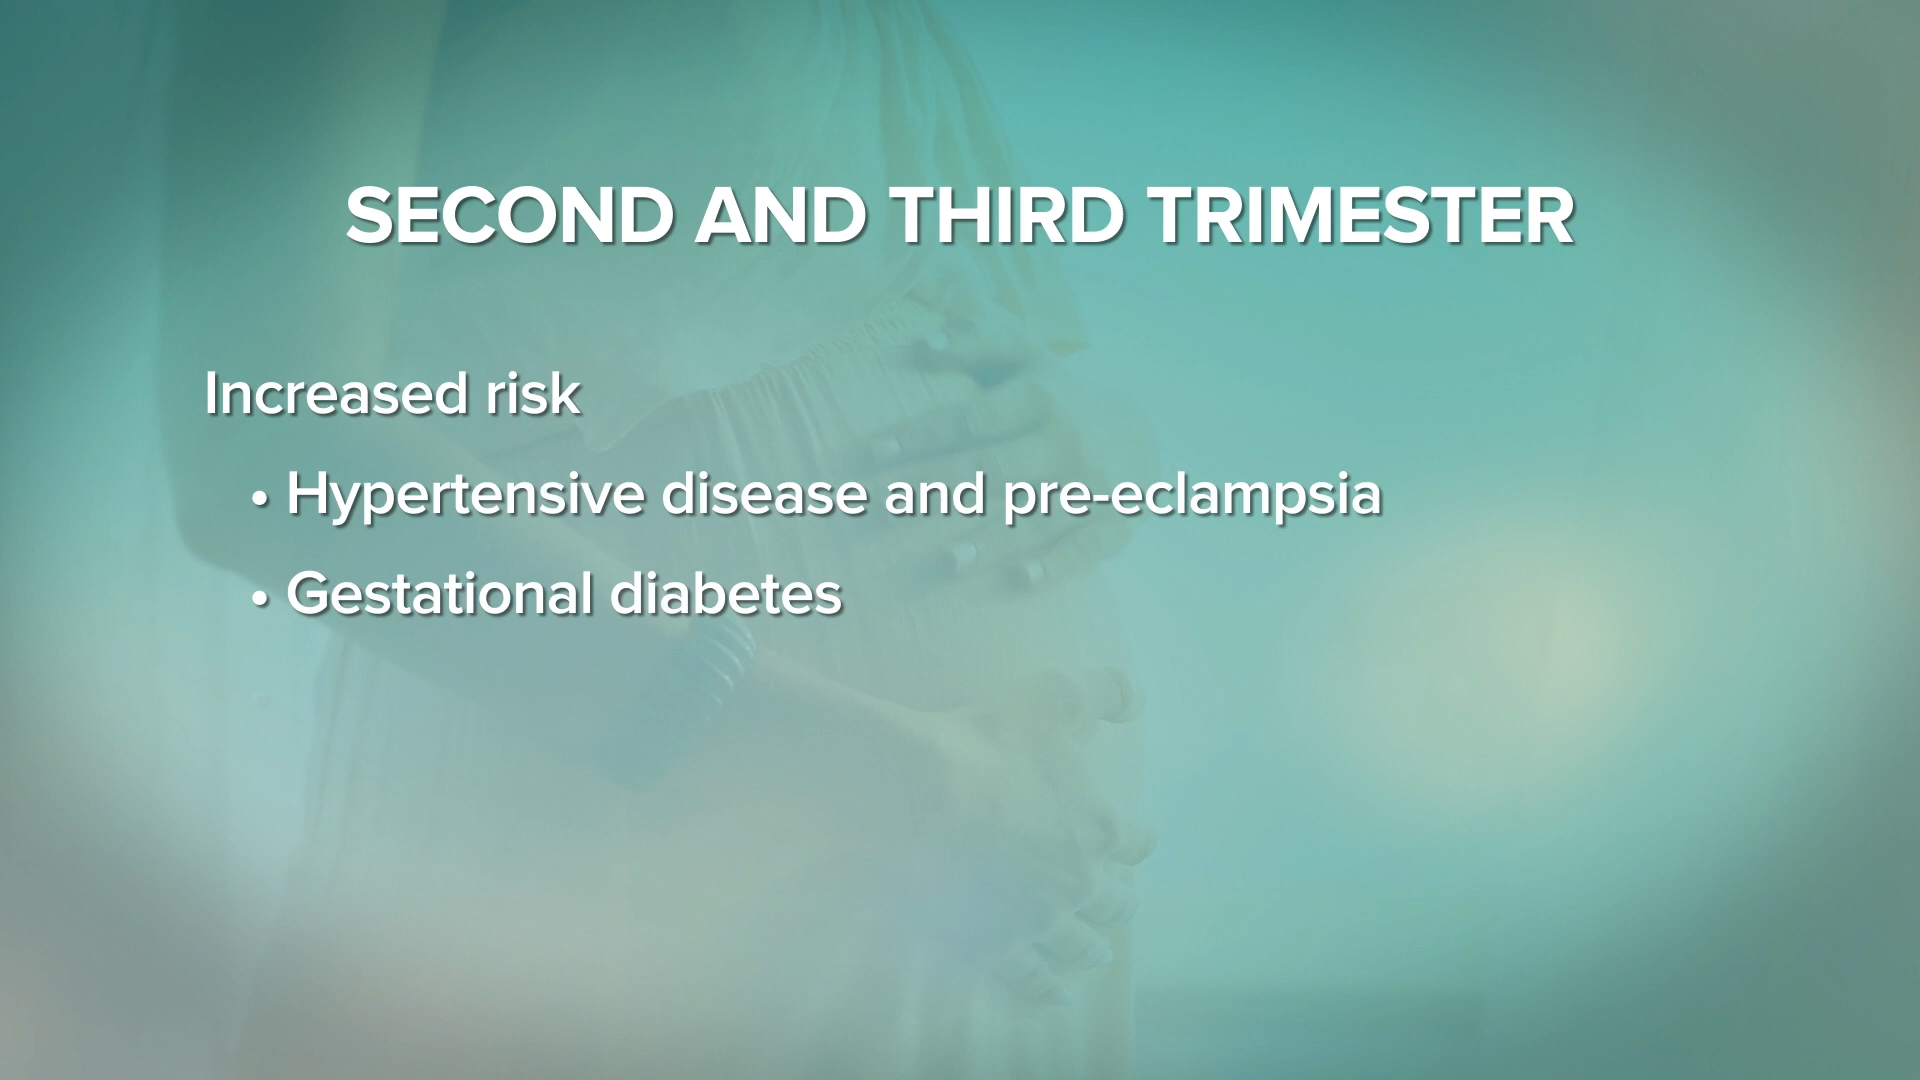 SECOND AND THIRD TRIMESTER
Increased risk
• Hypertensive disease and pre-eclampsia
• Gestational diabetes